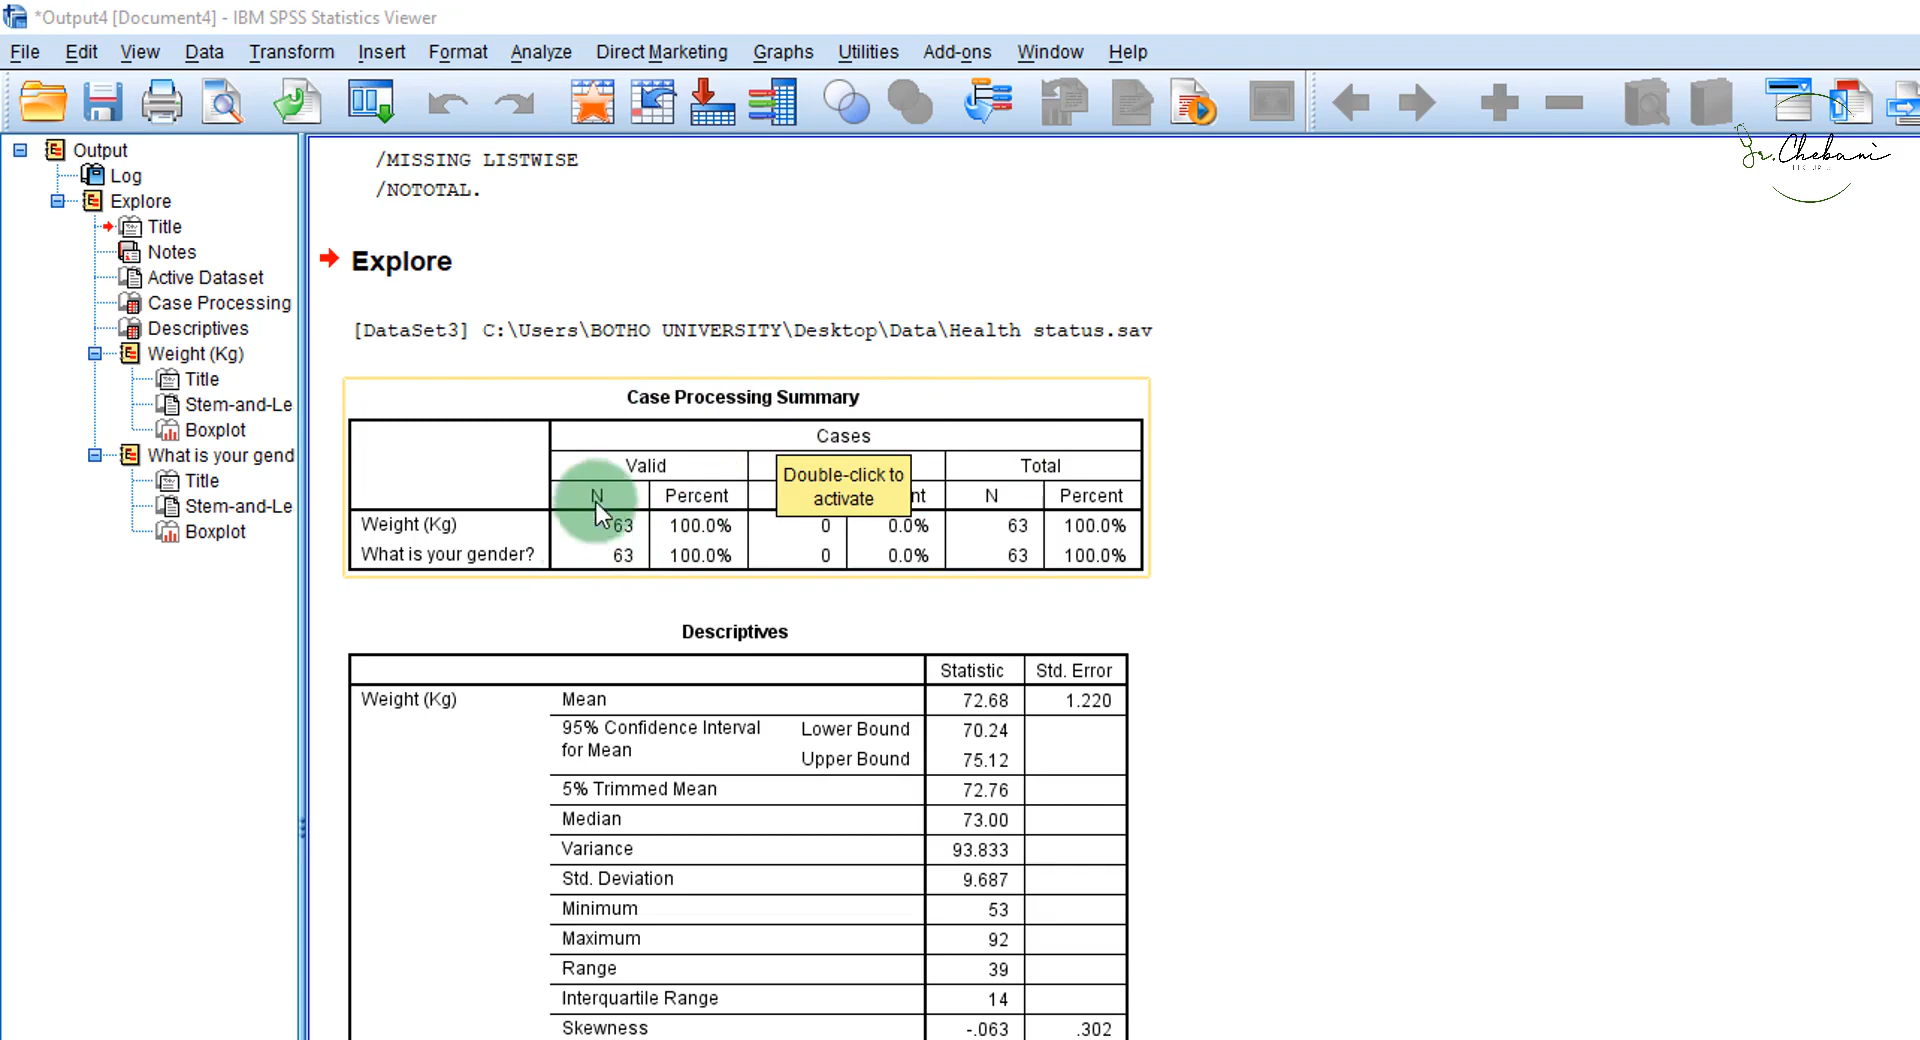 *Output4 [Document4] - IBM SPSS Statistics Viewer
File Edit View Data Transform Insert Format Analyze Direct Marketing Graphs Utilities Add-ons Window Help
Output
Log
Explore
Title
Notes
Active Dataset
Case Processing
Descriptives
Weight (Kg)
Title
Stem-and-Le
Boxplot
What is your gend
Title
Stem-and-Le
Boxplot
Chebani
/MISSING LISTWISE
/NOTOTAL.
Explore
[DataSet3] C:\Users\BOTHO UNIVERSITY\Desktop\Data\Health status.sav
Case Processing Summary
Cases
Valid Total
Double-click to
activate
N Percent nt N Percent
Weight (Kg) 63 100.0% 0 0.0% 63 100.0%
What is your gender? 63 100.0% 0 0.0% 63 100.0%
Descriptives
Statistic Std. Error
Weight (Kg) Mean 72.68 1.220
95% Confidence Interval Lower Bound 70.24
for Mean
Upper Bound 75.12
5% Trimmed Mean 72.76
Median 73.00
Variance 93.833
Std. Deviation 9.687
Minimum 53
Maximum 92
Range 39
Interquartile Range 14
Skewness -.063 .302